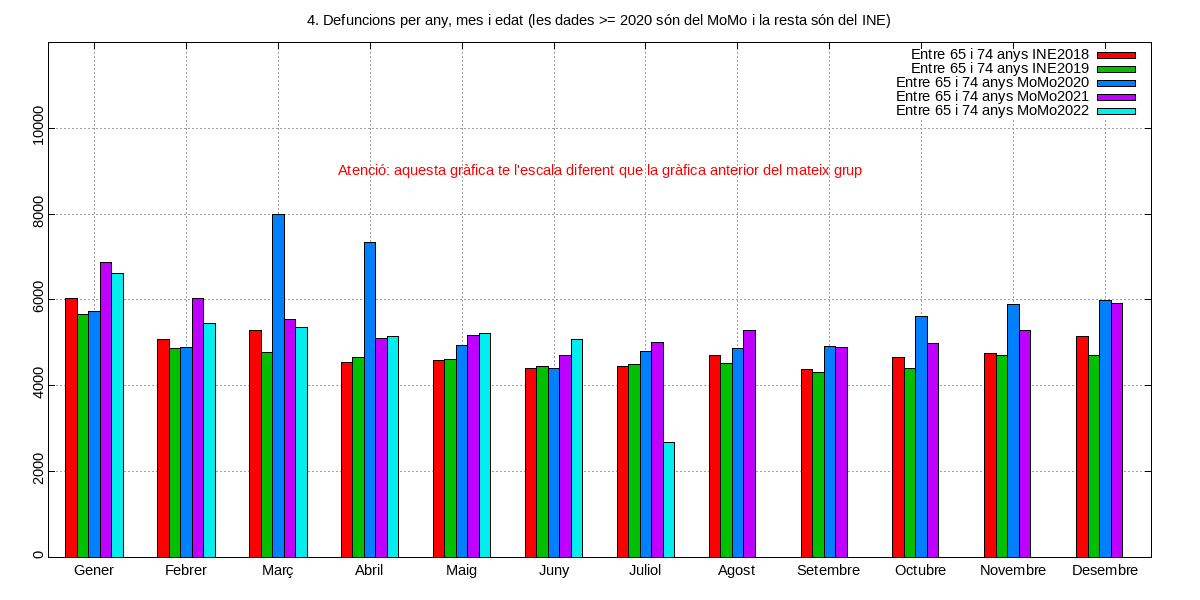 4. Defuncions per any, mes i edat (les dades >= 2020 són del MoMo i la resta són del INE)
Entre 65 i 74 anys INE2018
Entre 65 i 74 anys INE2019
Entre 65 i 74 anys MoMo2020
Entre 65 i 74 anys MoMo2021
Entre 65 i 74 anys MoMo2022
Atenció: aquesta gràfica te l'escala diferent que la gràfica anterior del mateix grup
10000
8000
6000
4000
2000
0
Gener Febrer Març Abril Maig Juny Juliol Agost Setembre Octubre Novembre Desembre